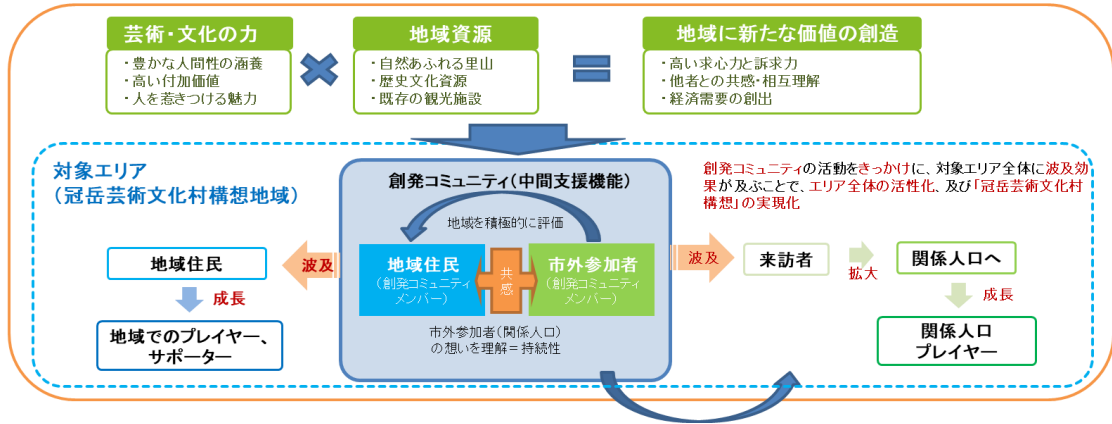 芸術・文化の力
・豊かな人間性の涵養
・高い付加価値
・人を惹きつける魅力
地域資源
・自然あふれる里山
・歴史文化資源
・既存の観光施設
地域に新たな価値の創造
・高い求心力と訴求力
・他者との共感・相互理解
・経済需要の創出
対象エリア
（冠岳芸術文化村構想地域）
創発コミュニティ（中間支援機能）
地域を積極的に評価
地域住民
（創発コミュニティ
メンバー）
共感
市外参加者
（創発コミュニティ
メンバー）
市外参加者（関係人口）
の想いを理解＝持続性
波及
地域住民
成長
地域でのプレイヤー、
サポーター
創発コミュニティの活動をきっかけに、対象エリア全体に波及効
果が及ぶことで、エリア全体の活性化、及び「冠岳芸術文化村
構想」の実現化
波及
来訪者
拡大
関係人口へ
成長
関係人口
プレイヤー